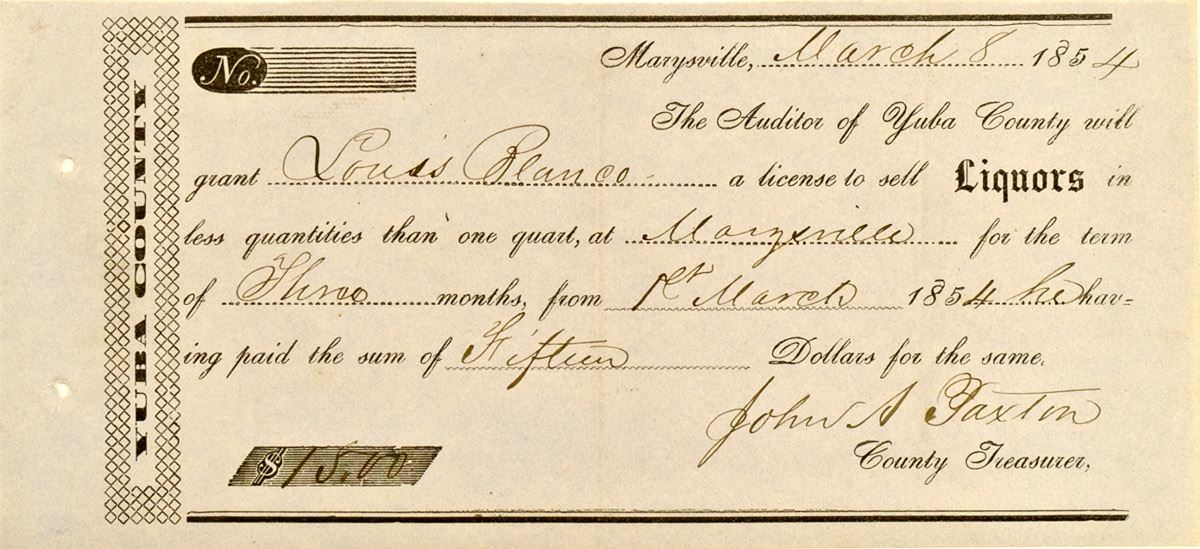 YUBA COUNTY
No.
Marysville, March 8 1854
The Auditor of Yuba County will
grant Louis Blanco a license to sell Liquors in
less quantities than one quart, at Marysville for the term
of Three months, from 1st March 1854 he hav-
ing paid the sum of Fifteen Dollars for the same.
John A Paxton
County Treasurer,
$15.00